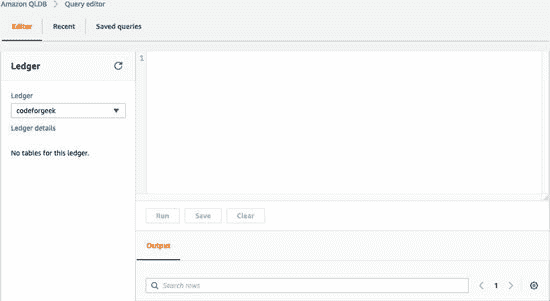 Amazon QLDB > Query editor
Editor Recent Saved queries
Ledger
Ledger
codeforgeek
Ledger details
No tables for this ledger.
1
Run Save Clear
Output
Search rows
1